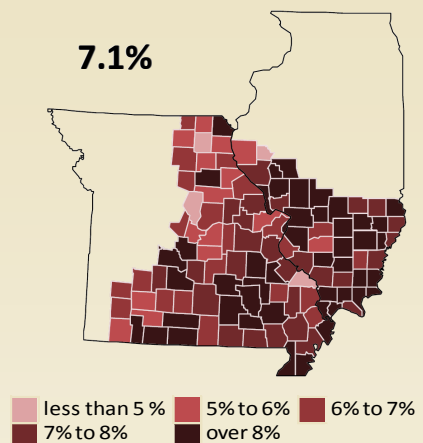 7.1%
less than 5 % 5% to 6% 6% to 7%
7% to 8% over 8%